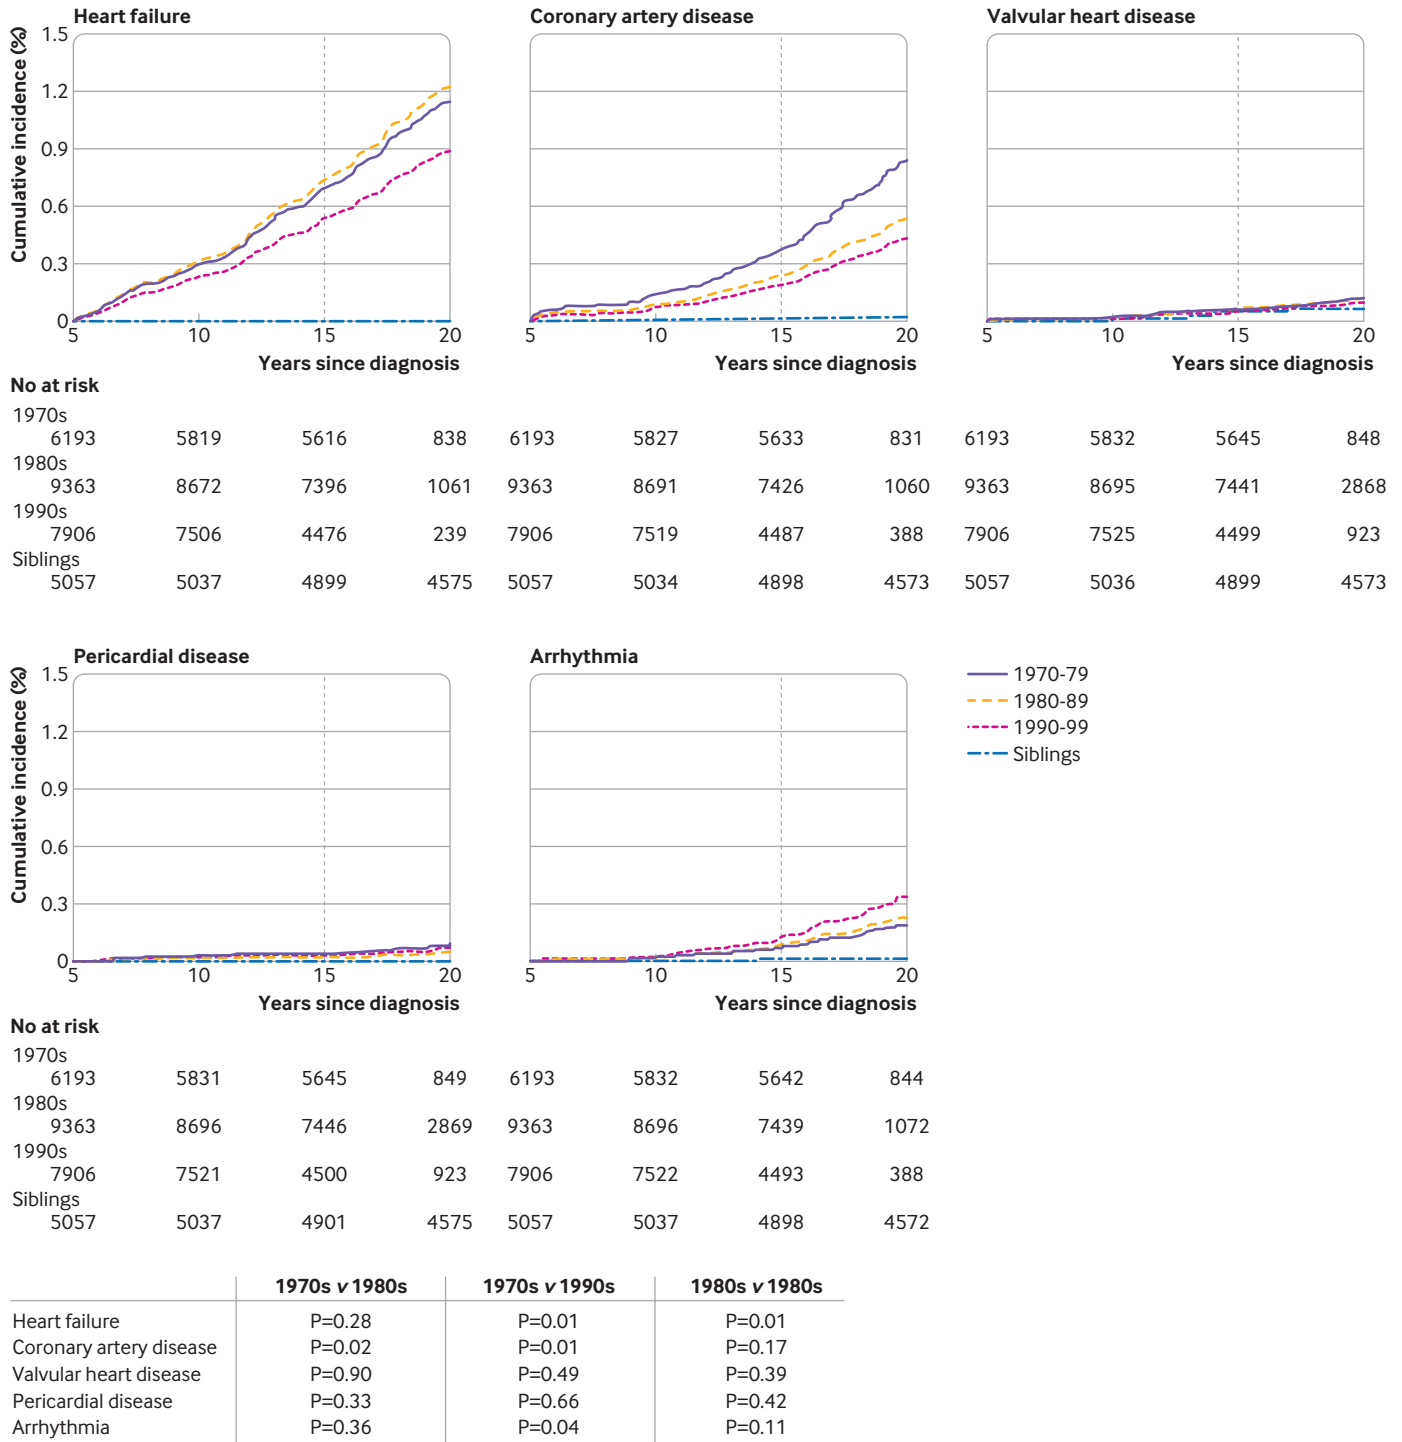 Heart failure
Coronary artery disease
Valvular heart disease
Cumulative incidence (%)
1.5
1.2
0.9
0.6
0.3
0
5 10 15 20
5 10 15 20
5 10 15 20
Years since diagnosis
Years since diagnosis
Years since diagnosis
No at risk
1970s
6193 5819 5616 838 6193 5827 5633 831 6193 5832 5645 848
1980s
9363 8672 7396 1061 9363 8691 7426 1060 9363 8695 7441 2868
1990s
7906 7506 4476 239 7906 7519 4487 388 7906 7525 4499 923
Siblings
5057 5037 4899 4575 5057 5034 4898 4573 5057 5036 4899 4573
Pericardial disease
Arrhythmia
Cumulative incidence (%)
1.5
1.2
0.9
0.6
0.3
0
5 10 15 20
5 10 15 20
Years since diagnosis
Years since diagnosis
1970-79
1980-89
1990-99
Siblings
No at risk
1970s
6193 5831 5645 849 6193 5832 5642 844
1980s
9363 8696 7446 2869 9363 8696 7439 1072
1990s
7906 7521 4500 923 7906 7522 4493 388
Siblings
5057 5037 4901 4575 5057 5037 4898 4572
1970s v 1980s 1970s v 1990s 1980s v 1980s
Heart failure P=0.28 P=0.01 P=0.01
Coronary artery disease P=0.02 P=0.01 P=0.17
Valvular heart disease P=0.90 P=0.49 P=0.39
Pericardial disease P=0.33 P=0.66 P=0.42
Arrhythmia P=0.36 P=0.04 P=0.11